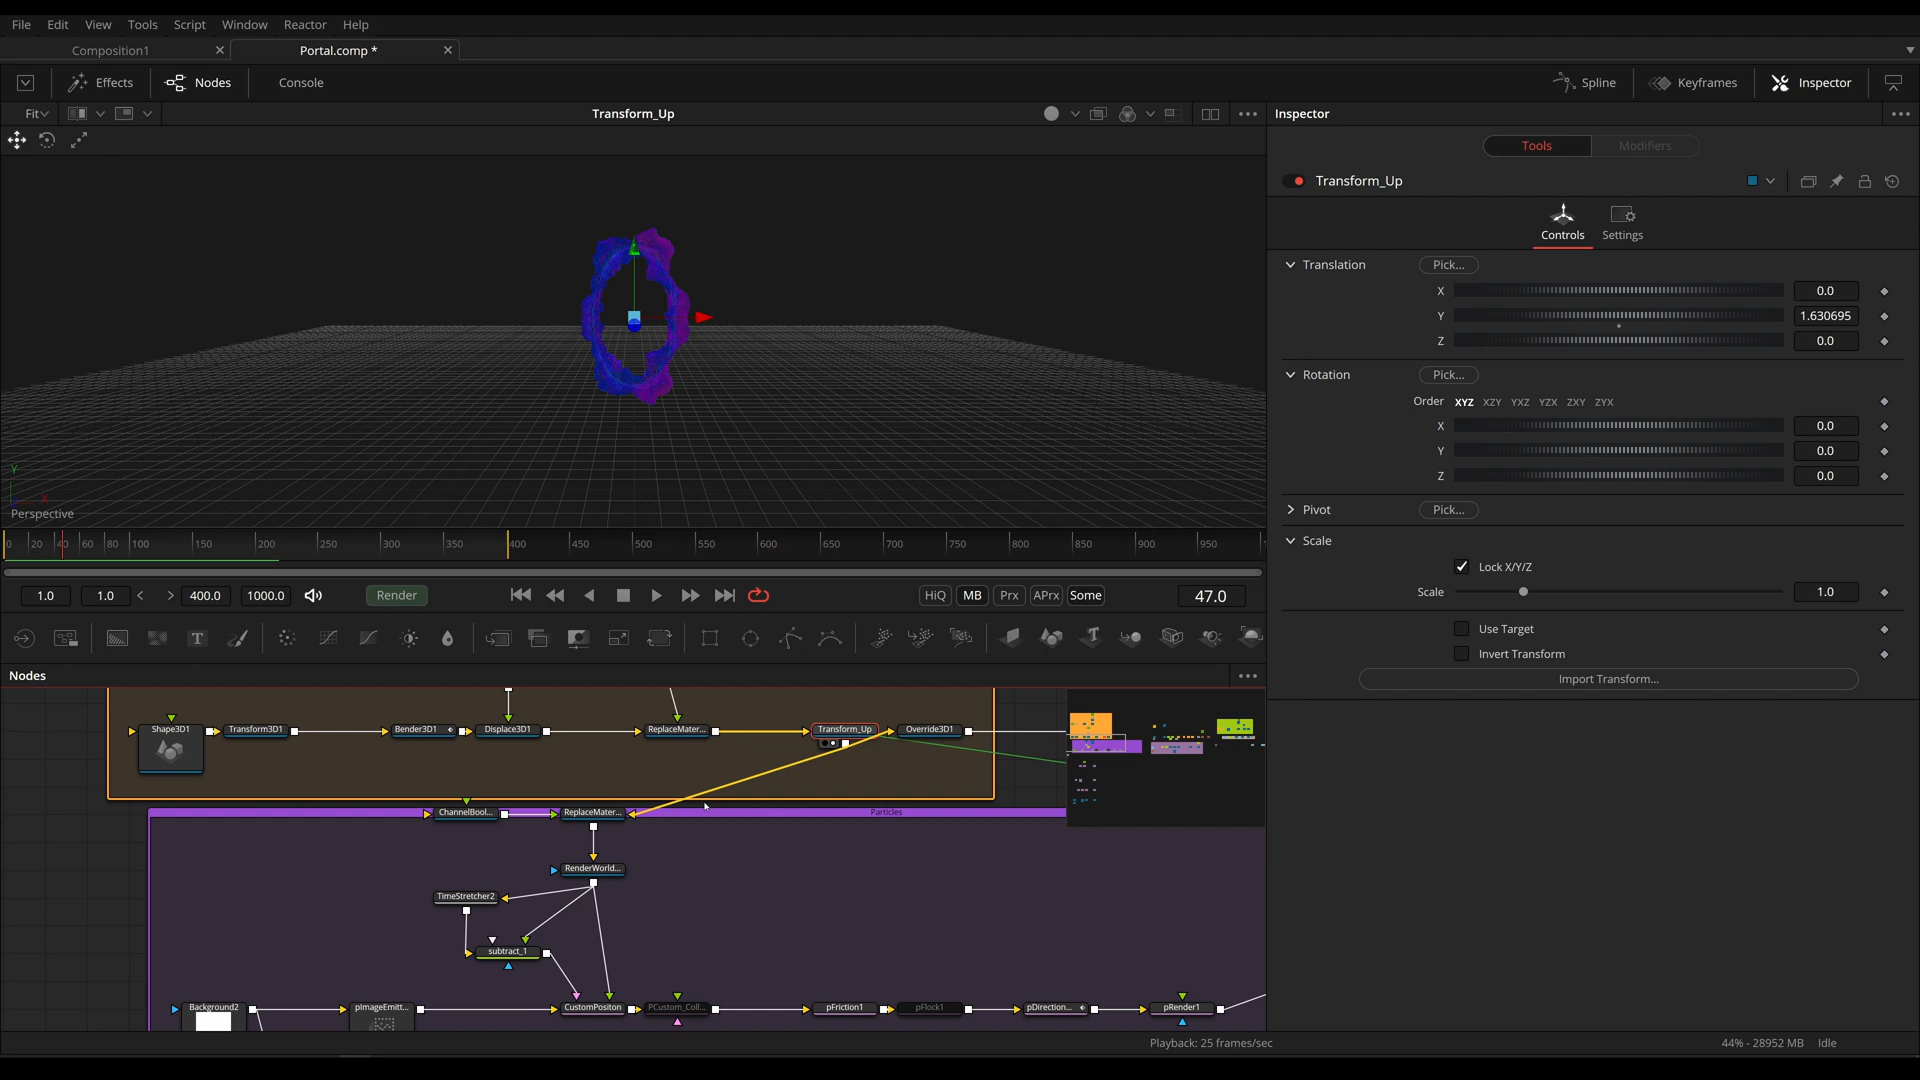 File Edit View Tools Script Window Reactor Help
Composition1 Portal.comp *
Effects Nodes Console Spline Keyframes Inspector
Fit Transform_Up Inspector
Tools Modifiers
Transform_Up
Controls Settings
Translation Pick...
X 0.0
Y 1.630695
Z 0.0
Rotation Pick...
Order XYZ XZY YXZ YZX ZXY ZYX
X 0.0
Y 0.0
Z 0.0
Pivot Pick...
Scale
Lock X/Y/Z
Scale 1.0
Use Target
Invert Transform
Import Transform...
Y
X
Perspective
0 20 40 60 80 100 150 200 250 300 350 400 450 500 550 600 650 700 750 800 850 900 950
1.0 1.0 400.0 1000.0 Render HiQ MB Prx APrx Some 47.0
T
Nodes
Shape3D1 Transform3D1 Bender3D1 Displace3D1 ReplaceMater... Transform_Up Override3D1
ChannelBool... ReplaceMater... Particles
RenderWorld...
TimeStretcher2
subtract_1
Background2 pImageEmitt... CustomPositon PCustom_Coll... pFriction1 pFlock1 pDirection... pRender1
Playback: 25 frames/sec 44% - 28952 MB Idle